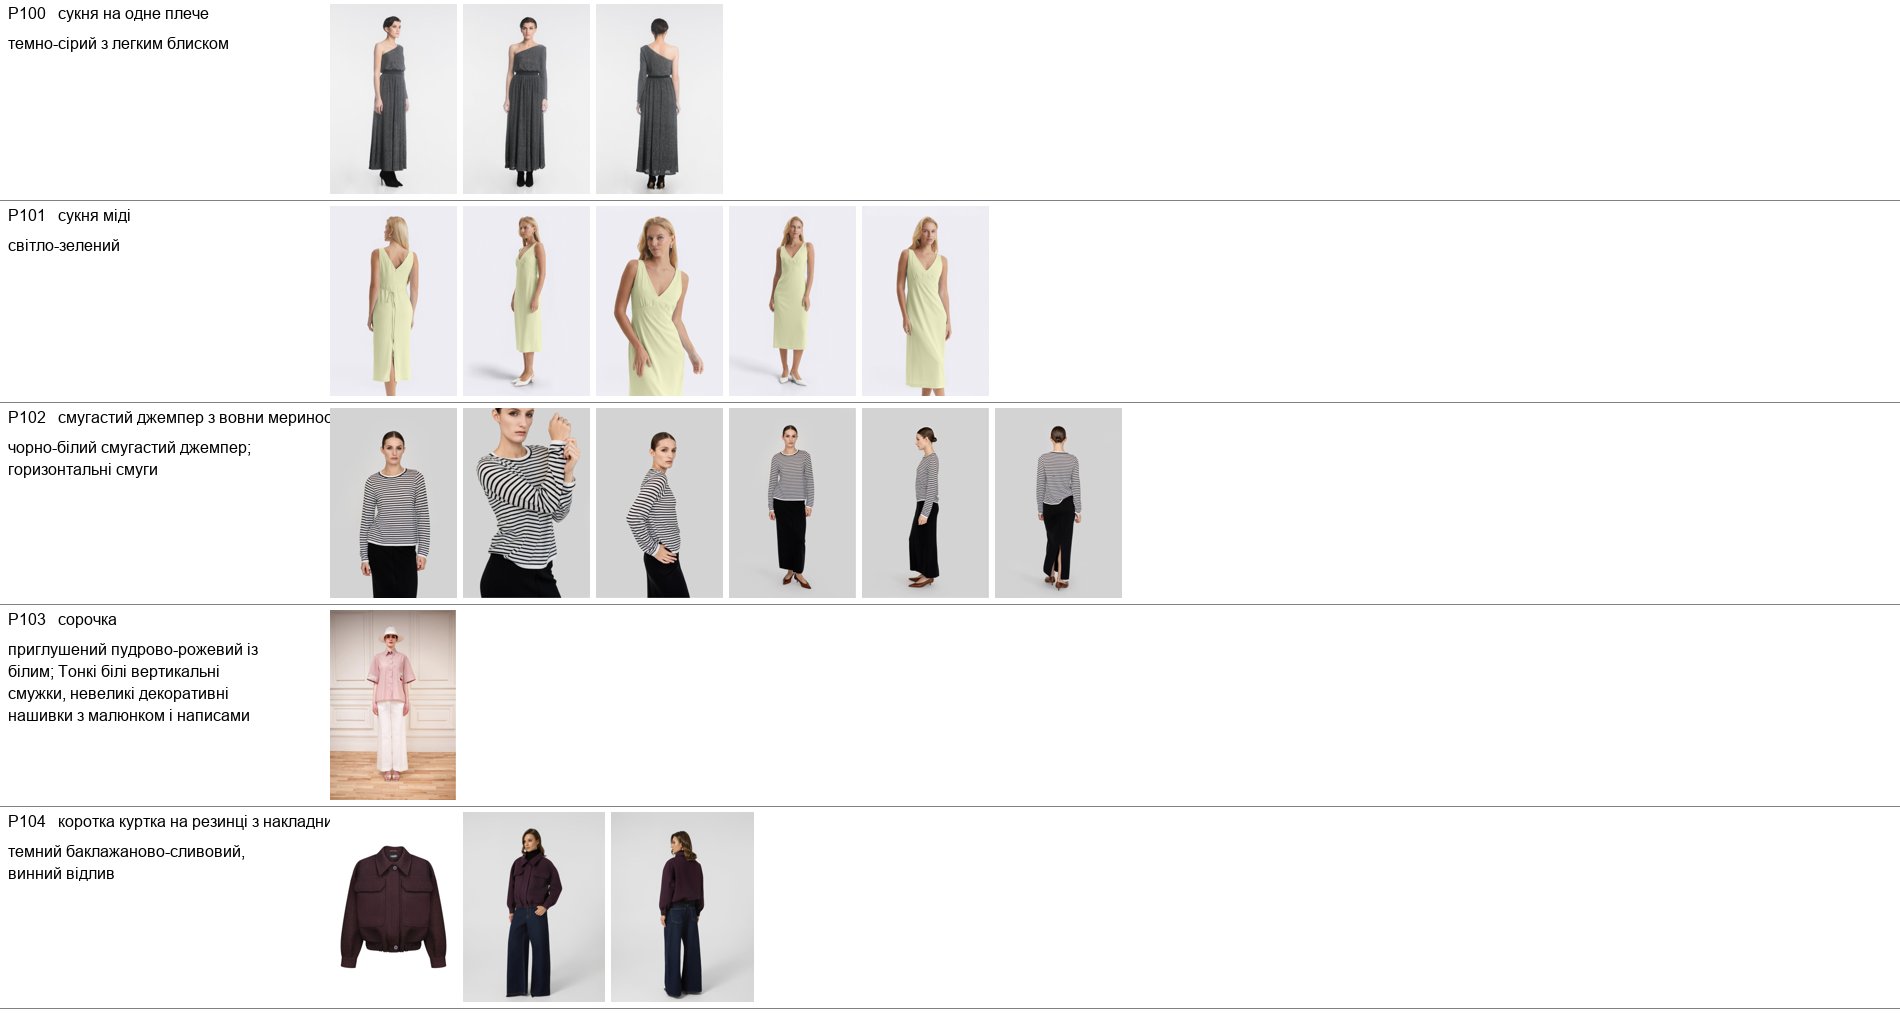 P100 сукня на одне плече
темно-сірий з легким блиском
P101 сукня міді
світло-зелений
P102 смугастий джемпер з вовни меринос
чорно-білий смугастий джемпер;
горизонтальні смуги
P103 сорочка
приглушений пудрово-рожевий із
білим; Тонкі білі вертикальні
смужки, невеликі декоративні
нашивки з малюнком і написами
P104 коротка куртка на резинці з накладни
темний баклажаново-сливовий,
винний відлив